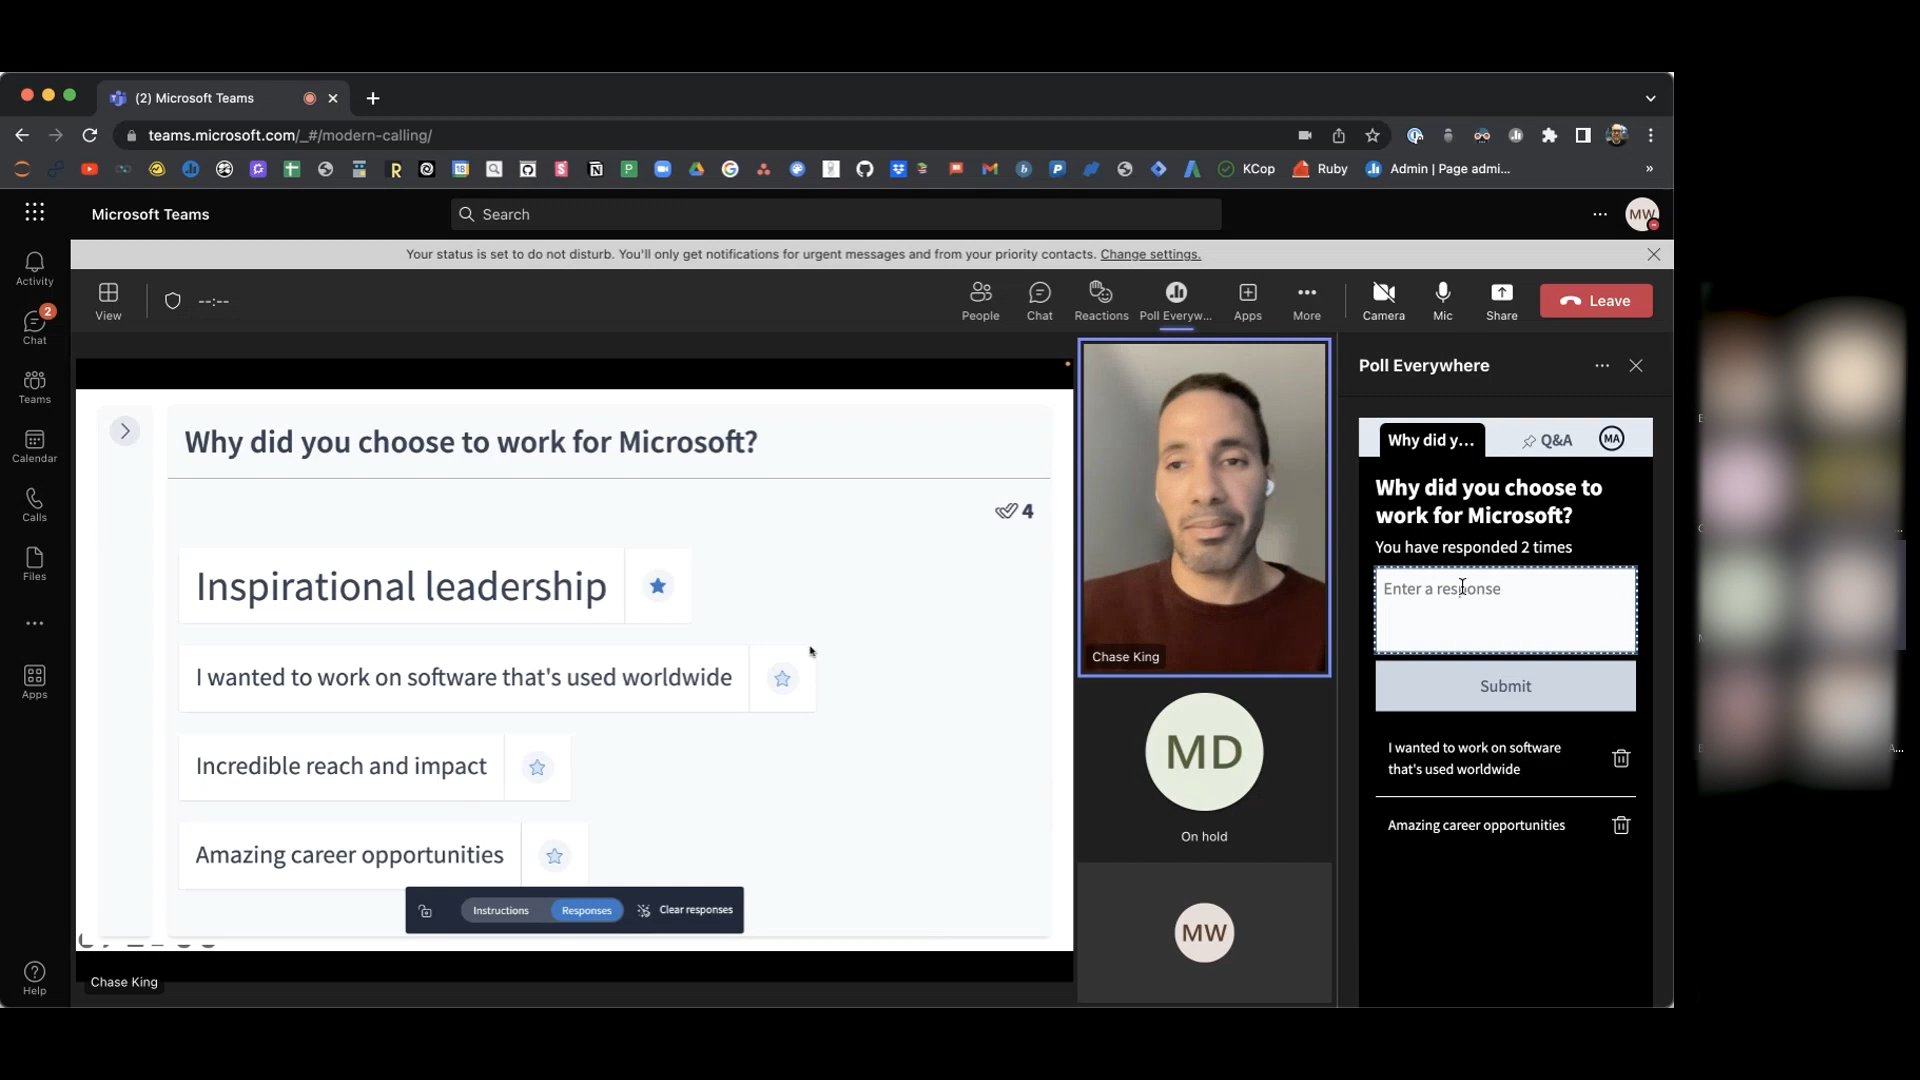 (2) Microsoft Teams
teams.microsoft.com/_#/modern-calling/
KCop
Ruby
Admin | Page admi...
»
Microsoft Teams
Search
MW
Your status is set to do not disturb. You'll only get notifications for urgent messages and from your priority contacts. Change settings.
Activity
2
Chat
Teams
Calendar
Calls
Files
Apps
Help
View
--:--
People
Chat
Reactions
Poll Everyw...
Apps
More
Camera
Mic
Share
Leave
Why did you choose to work for Microsoft?
4
Inspirational leadership
I wanted to work on software that's used worldwide
Incredible reach and impact
Amazing career opportunities
Instructions
Responses
Clear responses
Chase King
Chase King
MD
On hold
MW
Poll Everywhere
Why did y...
Q&A
MA
Why did you choose to
work for Microsoft?
You have responded 2 times
Enter a response
Submit
I wanted to work on software
that's used worldwide
Amazing career opportunities